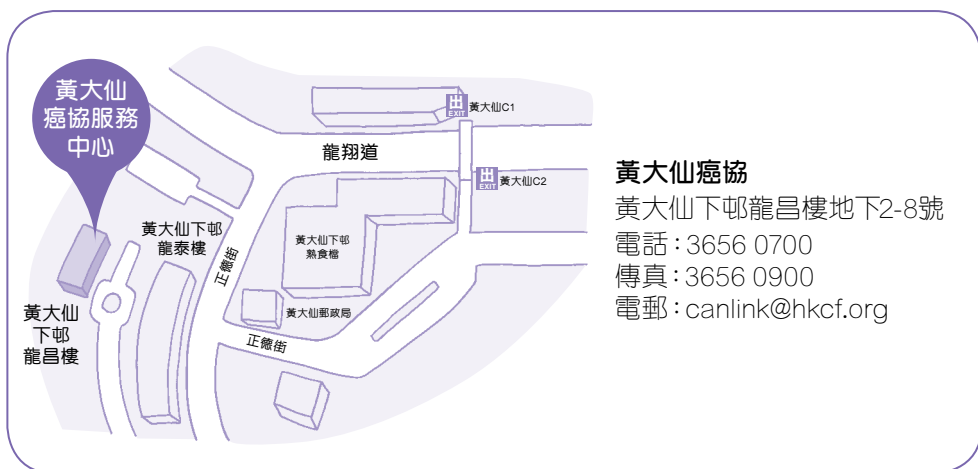 黃大仙
癌協服務
中心
出
EXIT
黃大仙C1
龍翔道
出
EXIT
黃大仙C2
黃大仙下邨
龍泰樓
正德街
黃大仙下邨
熟食檔
黃大仙郵政局
正德街
黃大仙
下邨
龍昌樓
黃大仙癌協
黃大仙下邨龍昌樓地下2-8號
電話：3656 0700
傳真：3656 0900
電郵：canlink@hkcf.org